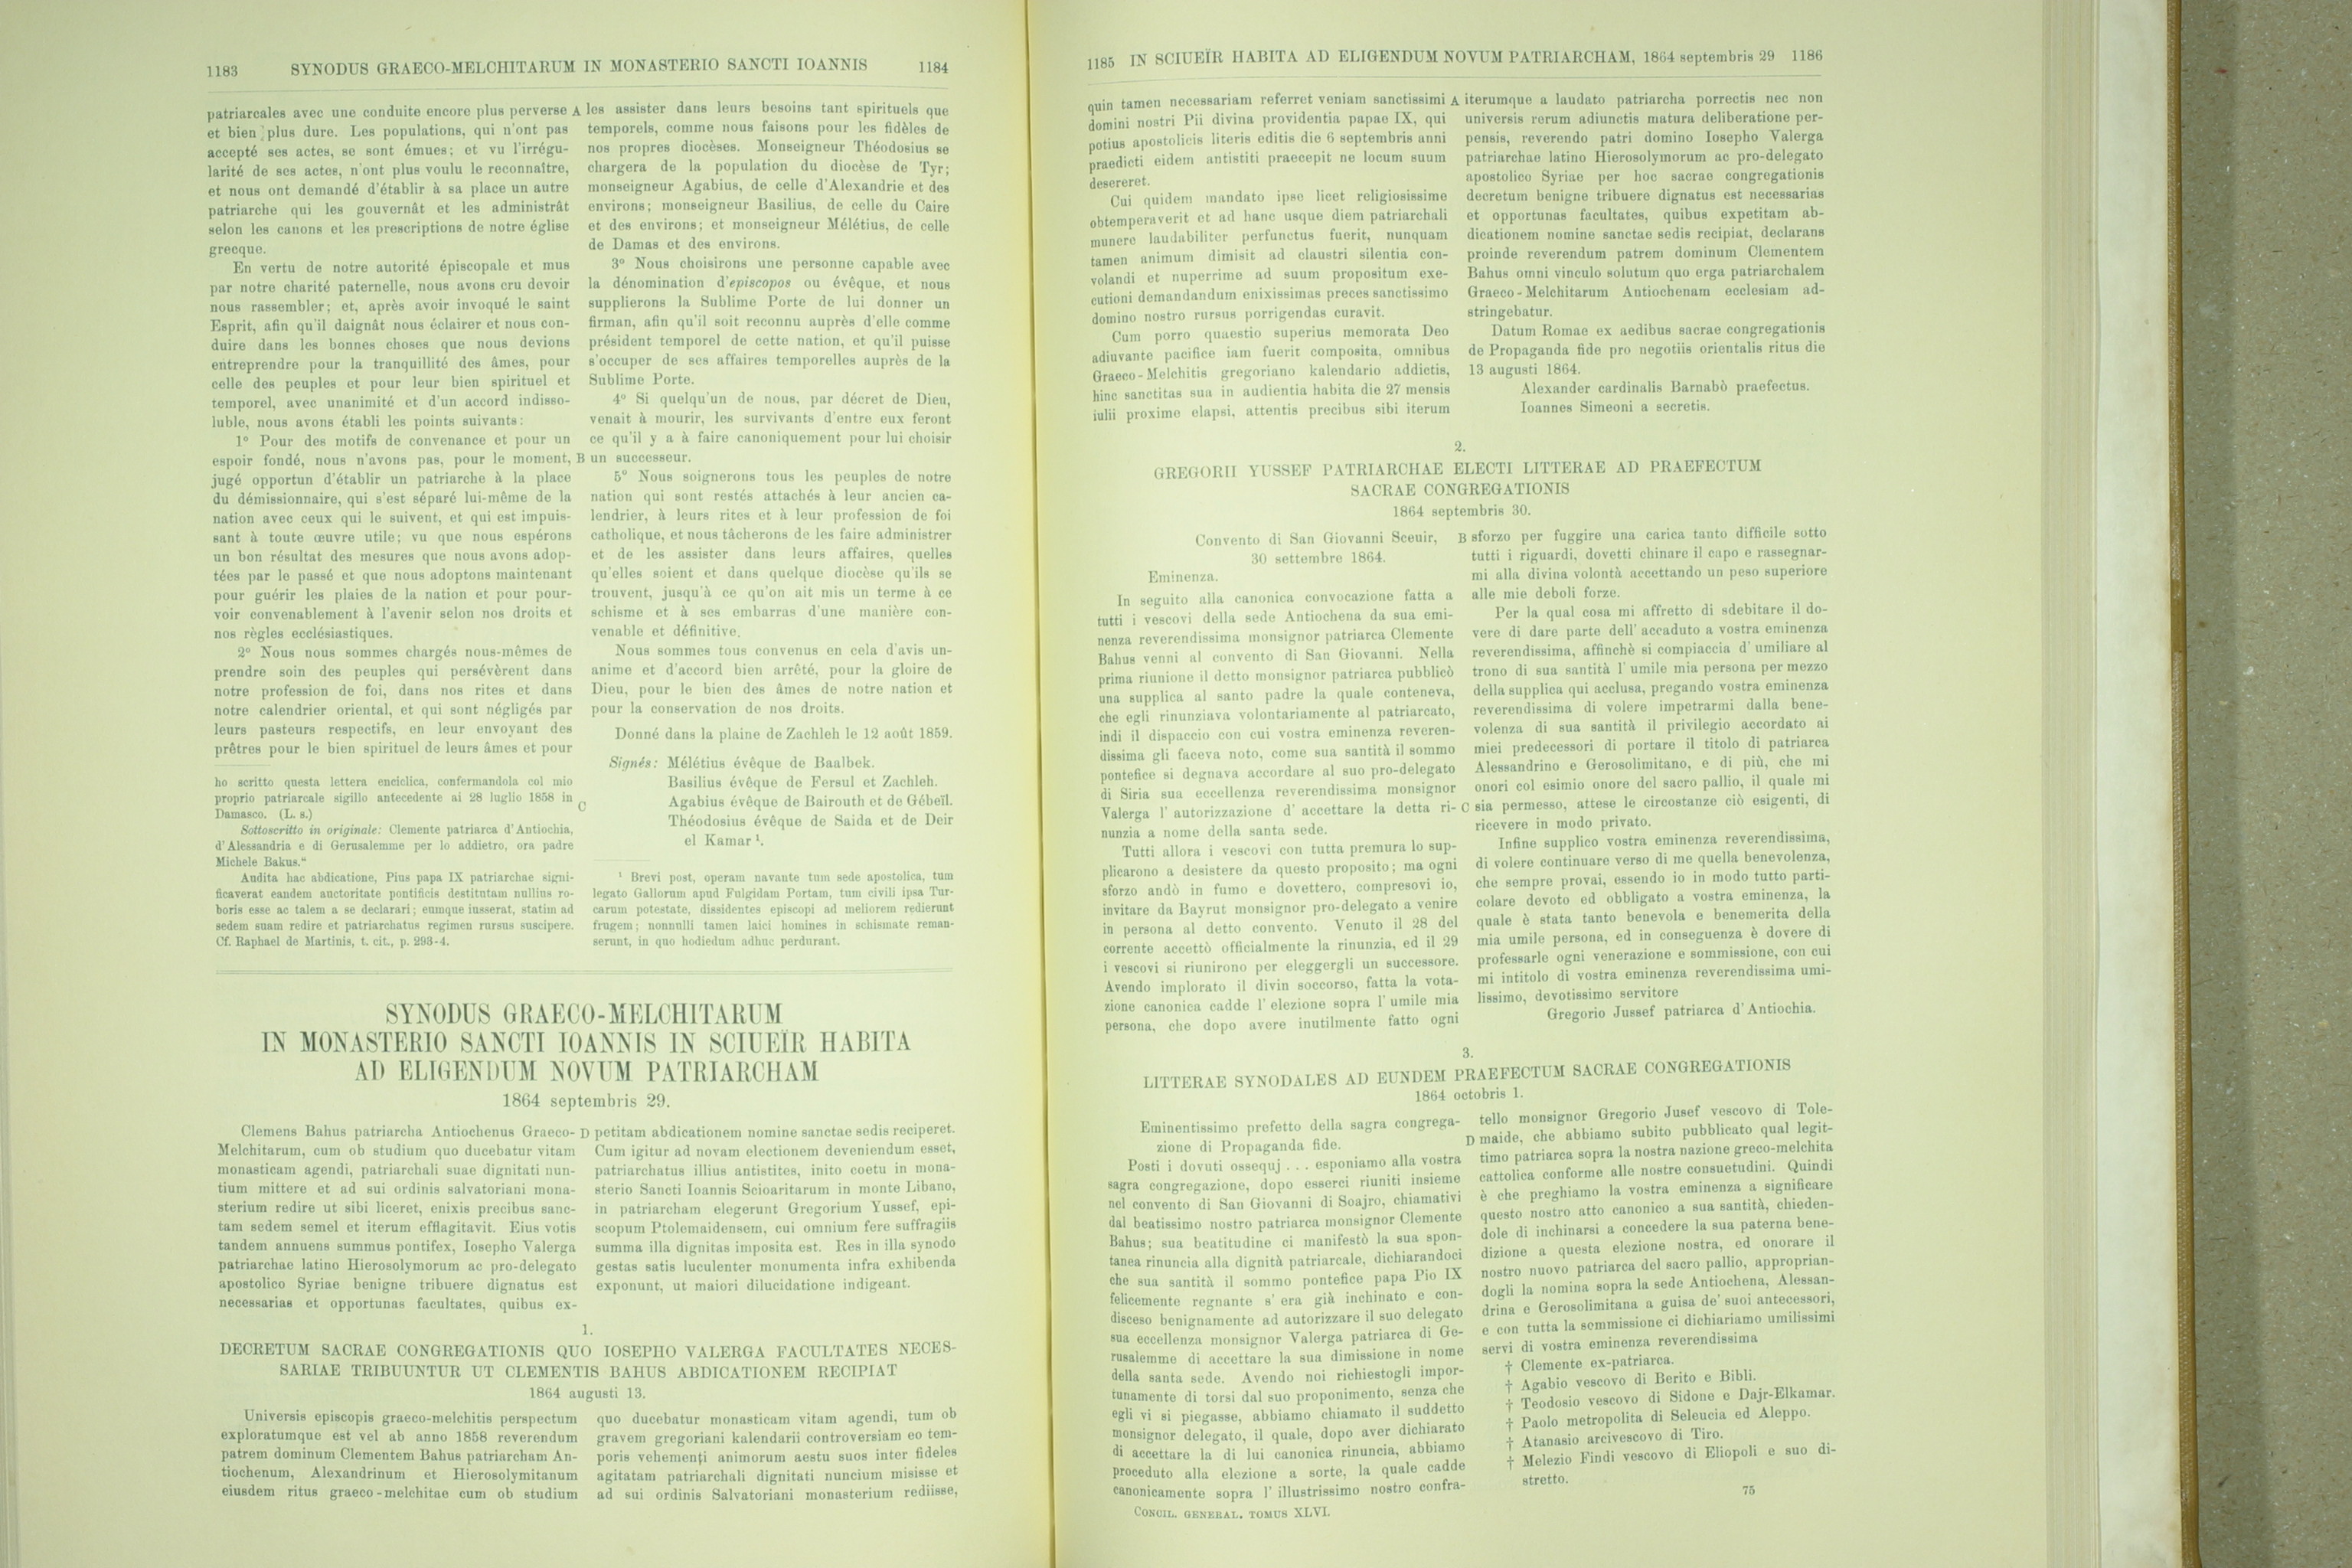 1183 SYNODUS GRAECO-MELCHITARUM IN MONASTERIO SANCTI IOANNIS 1184
patriarcales avec une conduite encore plus perverse
et bien plus dure. Les populations, qui n'ont pas
accepté ses actes, se sont émues; et vu l'irrégu-
larité de ses actes, n'ont plus voulu le reconnaître,
et nous ont demandé d'établir à sa place un autre
patriarche qui les gouvernât et les administrât
selon les canons et les prescriptions de notre église
grecque.
En vertu de notre autorité épiscopale et mus
par notre charité paternelle, nous avons cru devoir
nous rassembler; et, après avoir invoqué le saint
Esprit, afin qu'il daignât nous éclairer et nous con-
duire dans les bonnes choses que nous devions
entreprendre pour la tranquillité des âmes, pour
celle des peuples et pour leur bien spirituel et
temporel, avec unanimité et d'un accord indisso-
luble, nous avons établi les points suivants:
1º Pour des motifs de convenance et pour un
espoir fondé, nous n'avons pas, pour le moment,
jugé opportun d'établir un patriarche à la place
du démissionnaire, qui s'est séparé lui-même de la
nation avec ceux qui le suivent, et qui est impuis-
sant à toute œuvre utile; vu que nous espérons
un bon résultat des mesures que nous avons adop-
tées par le passé et que nous adoptons maintenant
pour guérir les plaies de la nation et pour pour-
voir convenablement à l'avenir selon nos droits et
nos règles ecclésiastiques.
2º Nous nous sommes chargés nous-mêmes de
prendre soin des peuples qui persévèrent dans
notre profession de foi, dans nos rites et dans
notre calendrier oriental, et qui sont négligés par
leurs pasteurs respectifs, en leur envoyant des
prêtres pour le bien spirituel de leurs âmes et pour
ho scritto questa lettera enciclica, confermandola col mio
proprio patriarcale sigillo antecedente ai 28 luglio 1858 in
Damasco. (L. s.)
Sottoscritto in originale: Clemente patriarca d'Antiochia,
d'Alessandria e di Gerusalemme per lo addietro, ora padre
Michele Bakus.“
Audita hac abdicatione, Pius papa IX patriarchae signi-
ficaverat eandem auctoritate pontificis destitutam nullius ro-
boris esse ac talem a se declarari; eumque iusserat, statim ad
sedem suam redire et patriarchatus regimen rursus suscipere.
Cf. Raphael de Martinis, t. cit., p. 293-4.
A les assister dans leurs besoins tant spirituels que
temporels, comme nous faisons pour les fidèles de
nos propres diocèses. Monseigneur Théodosius se
chargera de la population du diocèse de Tyr;
monseigneur Agabius, de celle d'Alexandrie et des
environs; monseigneur Basilius, de celle du Caire
et des environs; et monseigneur Mélétius, de celle
de Damas et des environs.
3º Nous choisirons une personne capable avec
la dénomination d'episcopos ou évêque, et nous
supplierons la Sublime Porte de lui donner un
firman, afin qu'il soit reconnu auprès d'elle comme
président temporel de cette nation, et qu'il puisse
s'occuper de ses affaires temporelles auprès de la
Sublime Porte.
4º Si quelqu'un de nous, par décret de Dieu,
venait à mourir, les survivants d'entre eux feront
ce qu'il y a à faire canoniquement pour lui choisir
B un successeur.
5º Nous soignerons tous les peuples de notre
nation qui sont restés attachés à leur ancien ca-
lendrier, à leurs rites et à leur profession de foi
catholique, et nous tâcherons de les faire administrer
et de les assister dans leurs affaires, quelles
qu'elles soient et dans quelque diocèse qu'ils se
trouvent, jusqu'à ce qu'on ait mis un terme à ce
schisme et à ses embarras d'une manière con-
venable et définitive.
Nous sommes tous convenus en cela d'avis un-
anime et d'accord bien arrêté, pour la gloire de
Dieu, pour le bien des âmes de notre nation et
pour la conservation de nos droits.
Donné dans la plaine de Zachleh le 12 août 1859.
Signés: Mélétius évêque de Baalbek.
Basilius évêque de Fersul et Zachleh.
C Agabius évêque de Bairouth et de Gébeïl.
Théodosius évêque de Saida et de Deir
el Kamar ¹.
¹ Brevi post, operam navante tum sede apostolica, tum
legato Gallorum apud Fulgidam Portam, tum civili ipsa Tur-
carum potestate, dissidentes episcopi ad meliorem redierunt
frugem; nonnulli tamen laici homines in schismate reman-
serunt, in quo hodiedum adhuc perdurant.
SYNODUS GRAECO-MELCHITARUM
IN MONASTERIO SANCTI IOANNIS IN SCIUEÏR HABITA
AD ELIGENDUM NOVUM PATRIARCHAM
1864 septembris 29.
Clemens Bahus patriarcha Antiochenus Graeco-
Melchitarum, cum ob studium quo ducebatur vitam
monasticam agendi, patriarchali suae dignitati nun-
tium mittere et ad sui ordinis salvatoriani mona-
sterium redire ut sibi liceret, enixis precibus sanc-
tam sedem semel et iterum efflagitavit. Eius votis
tandem annuens summus pontifex, Iosepho Valerga
patriarchae latino Hierosolymorum ac pro-delegato
apostolico Syriae benigne tribuere dignatus est
necessarias et opportunas facultates, quibus ex-
D petitam abdicationem nomine sanctae sedis reciperet.
Cum igitur ad novam electionem deveniendum esset,
patriarchatus illius antistites, inito coetu in mona-
sterio Sancti Ioannis Scioaritarum in monte Libano,
in patriarcham elegerunt Gregorium Yussef, epi-
scopum Ptolemaidensem, cui omnium fere suffragiis
summa illa dignitas imposita est. Res in illa synodo
gestas satis luculenter monumenta infra exhibenda
exponunt, ut maiori dilucidatione indigeant.
1.
DECRETUM SACRAE CONGREGATIONIS QUO IOSEPHO VALERGA FACULTATES NECES-
SARIAE TRIBUUNTUR UT CLEMENTIS BAHUS ABDICATIONEM RECIPIAT
1864 augusti 13.
Universis episcopis graeco-melchitis perspectum
exploratumque est vel ab anno 1858 reverendum
patrem dominum Clementem Bahus patriarcham An-
tiochenum, Alexandrinum et Hierosolymitanum
eiusdem ritus graeco-melchitae cum ob studium
quo ducebatur monasticam vitam agendi, tum ob
gravem gregoriani kalendarii controversiam eo tem-
poris vehementi animorum aestu suos inter fideles
agitatam patriarchali dignitati nuncium misisse et
ad sui ordinis Salvatoriani monasterium rediisse,
1185 IN SCIUEÏR HABITA AD ELIGENDUM NOVUM PATRIARCHAM, 1864 septembris 29 1186
quin tamen necessariam referret veniam sanctissimi
domini nostri Pii divina providentia papae IX, qui
potius apostolicis literis editis die 6 septembris anni
praedicti eidem antistiti praecepit ne locum suum
desereret.
Cui quidem mandato ipse licet religiosissime
obtemperaverit et ad hanc usque diem patriarchali
munere laudabiliter perfunctus fuerit, nunquam
tamen animum dimisit ad claustri silentia con-
volandi et nuperrime ad suum propositum exe-
cutioni demandandum enixissimas preces sanctissimo
domino nostro rursus porrigendas curavit.
Cum porro quaestio superius memorata Deo
adiuvante pacifice iam fuerit composita, omnibus
Graeco-Melchitis gregoriano kalendario addictis,
hinc sanctitas sua in audientia habita die 27 mensis
iulii proxime elapsi, attentis precibus sibi iterum
A iterumque a laudato patriarcha porrectis nec non
universis rerum adiunctis matura deliberatione per-
pensis, reverendo patri domino Iosepho Valerga
patriarchae latino Hierosolymorum ac pro-delegato
apostolico Syriae per hoc sacrae congregationis
decretum benigne tribuere dignatus est necessarias
et opportunas facultates, quibus expetitam ab-
dicationem nomine sanctae sedis recipiat, declarans
proinde reverendum patrem dominum Clementem
Bahus omni vinculo solutum quo erga patriarchalem
Graeco-Melchitarum Antiochenam ecclesiam ad-
stringebatur.
Datum Romae ex aedibus sacrae congregationis
de Propaganda fide pro negotiis orientalis ritus die
13 augusti 1864.
Alexander cardinalis Barnabò praefectus.
Ioannes Simeoni a secretis.
2.
GREGORII YUSSEF PATRIARCHAE ELECTI LITTERAE AD PRAEFECTUM
SACRAE CONGREGATIONIS
1864 septembris 30.
Convento di San Giovanni Sceuir,
30 settembre 1864.
Eminenza.
In seguito alla canonica convocazione fatta a
tutti i vescovi della sede Antiochena da sua emi-
nenza reverendissima monsignor patriarca Clemente
Bahus venni al convento di San Giovanni. Nella
prima riunione il detto monsignor patriarca pubblicò
una supplica al santo padre la quale conteneva,
che egli rinunziava volontariamente al patriarcato,
indi il dispaccio con cui vostra eminenza reveren-
dissima gli faceva noto, come sua santità il sommo
pontefice si degnava accordare al suo pro-delegato
di Siria sua eccellenza reverendissima monsignor
Valerga l'autorizzazione d'accettare la detta ri-
nunzia a nome della santa sede.
Tutti allora i vescovi con tutta premura lo sup-
plicarono a desistere da questo proposito; ma ogni
sforzo andò in fumo e dovettero, compresovi io,
invitare da Bayrut monsignor pro-delegato a venire
in persona al detto convento. Venuto il 28 del
corrente accettò officialmente la rinunzia, ed il 29
i vescovi si riunirono per eleggergli un successore.
Avendo implorato il divin soccorso, fatta la vota-
zione canonica cadde l'elezione sopra l'umile mia
persona, che dopo avere inutilmente fatto ogni
B sforzo per fuggire una carica tanto difficile sotto
tutti i riguardi, dovetti chinare il capo e rassegnar-
mi alla divina volontà accettando un peso superiore
alle mie deboli forze.
Per la qual cosa mi affretto di sdebitare il do-
vere di dare parte dell'accaduto a vostra eminenza
reverendissima, affinchè si compiaccia d'umiliare al
trono di sua santità l'umile mia persona per mezzo
della supplica qui acclusa, pregando vostra eminenza
reverendissima di volere impetrarmi dalla bene-
volenza di sua santità il privilegio accordato ai
miei predecessori di portare il titolo di patriarca
Alessandrino e Gerosolimitano, e di più, che mi
onori col esimio onore del sacro pallio, il quale mi
C sia permesso, attese le circostanze ciò esigenti, di
ricevere in modo privato.
Infine supplico vostra eminenza reverendissima,
di volere continuare verso di me quella benevolenza,
che sempre provai, essendo io in modo tutto parti-
colare devoto ed obbligato a vostra eminenza, la
quale è stata tanto benevola e benemerita della
mia umile persona, ed in conseguenza è dovere di
professarle ogni venerazione e sommissione, con cui
mi intitolo di vostra eminenza reverendissima umi-
lissimo, devotissimo servitore
Gregorio Jussef patriarca d'Antiochia.
3.
LITTERAE SYNODALES AD EUNDEM PRAEFECTUM SACRAE CONGREGATIONIS
1864 octobris 1.
Eminentissimo prefetto della sagra congrega-
zione di Propaganda fide.
Posti i dovuti ossequj . . . esponiamo alla vostra
sagra congregazione, dopo esserci riuniti insieme
nel convento di San Giovanni di Soajro, chiamativi
dal beatissimo nostro patriarca monsignor Clemente
Bahus; sua beatitudine ci manifestò la sua spon-
tanea rinuncia alla dignità patriarcale, dichiarandoci
che sua santità il sommo pontefice papa Pio IX
felicemente regnante s'era già inchinato e con-
disceso benignamente ad autorizzare il suo delegato
sua eccellenza monsignor Valerga patriarca di Ge-
rusalemme di accettare la sua dimissione in nome
della santa sede. Avendo noi richiestogli impor-
tunamente di torsi dal suo proponimento, senza che
egli vi si piegasse, abbiamo chiamato il suddetto
monsignor delegato, il quale, dopo aver dichiarato
di accettare la di lui canonica rinuncia, abbiamo
proceduto alla elezione a sorte, la quale cadde
canonicamente sopra l'illustrissimo nostro confra-
tello monsignor Gregorio Jusef vescovo di Tole-
D maide, che abbiamo subito pubblicato qual legit-
timo patriarca sopra la nostra nazione greco-melchita
cattolica conforme alle nostre consuetudini. Quindi
è che preghiamo la vostra eminenza a significare
questo nostro atto canonico a sua santità, chieden-
dole di inchinarsi a concedere la sua paterna bene-
dizione a questa elezione nostra, ed onorare il
nostro nuovo patriarca del sacro pallio, approprian-
dogli la nomina sopra la sede Antiochena, Alessan-
drina e Gerosolimitana a guisa de' suoi antecessori,
e con tutta la sommissione ci dichiariamo umilissimi
servi di vostra eminenza reverendissima
† Clemente ex-patriarca.
† Agabio vescovo di Berito e Bibli.
† Teodosio vescovo di Sidone e Dajr-Elkamar.
† Paolo metropolita di Seleucia ed Aleppo.
† Atanasio arcivescovo di Tiro.
† Melezio Findi vescovo di Eliopoli e suo di-
stretto.
CONCIL. GENERAL. TOMUS XLVI.
75